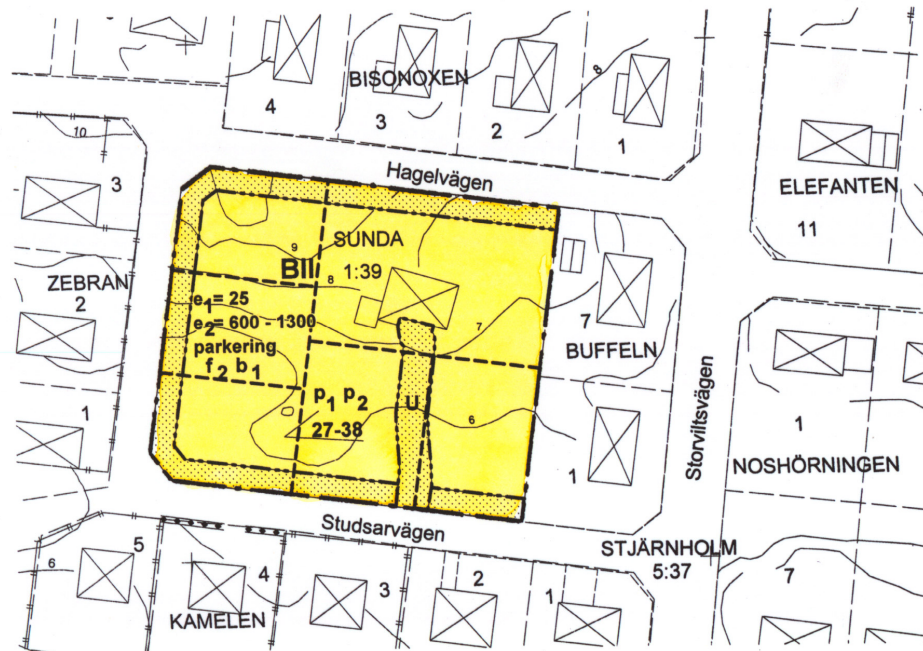 BISONOXEN
4
3
2
1
8
10
3
Hagelvägen
ELEFANTEN
11
SUNDA
1:39
9
8
BII
ZEBRAN
2
e1= 25
e2= 600 - 1300
parkering
f2 b1
7
7
BUFFELN
p1 p2
27-38
u
6
1
1
1
NOSHÖRNINGEN
Storviltsvägen
Studsarvägen
STJÄRNHOLM
5:37
6
5
4
3
2
1
7
KAMELEN